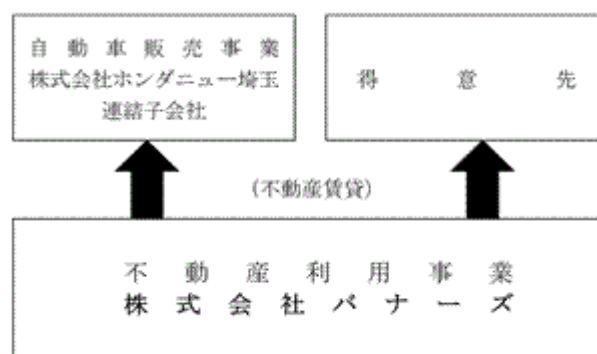 自動車販売事業
株式会社ホンダニュー埼玉
連結子会社
得意先
(不動産賃貸)
不動産利用事業
株式会社バナーズ